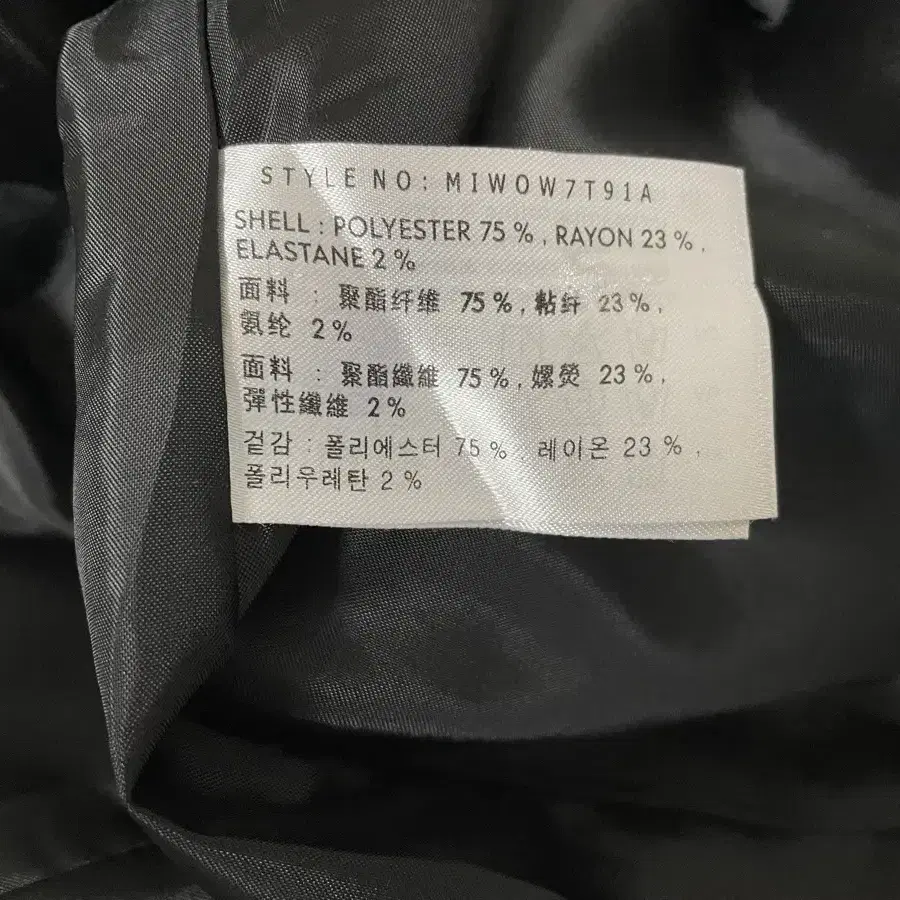 STYLE NO: MIWOW7T91A
SHELL : POLYESTER 75 % , RAYON 23 % ,
ELASTANE 2 %
面料 : 聚酯纤维 75 % , 粘纤 23 % ,
氨纶 2 %
面料 : 聚酯纖維 75 % , 嫘熒 23 % ,
彈性纖維 2 %
겉감 : 폴리에스터 75 % . 레이온 23 % ,
폴리우레탄 2 %